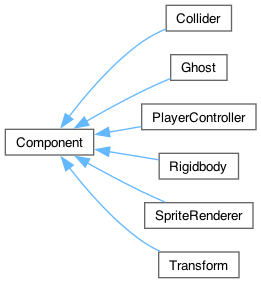 Collider
Ghost
PlayerController
Component
Rigidbody
SpriteRenderer
Transform